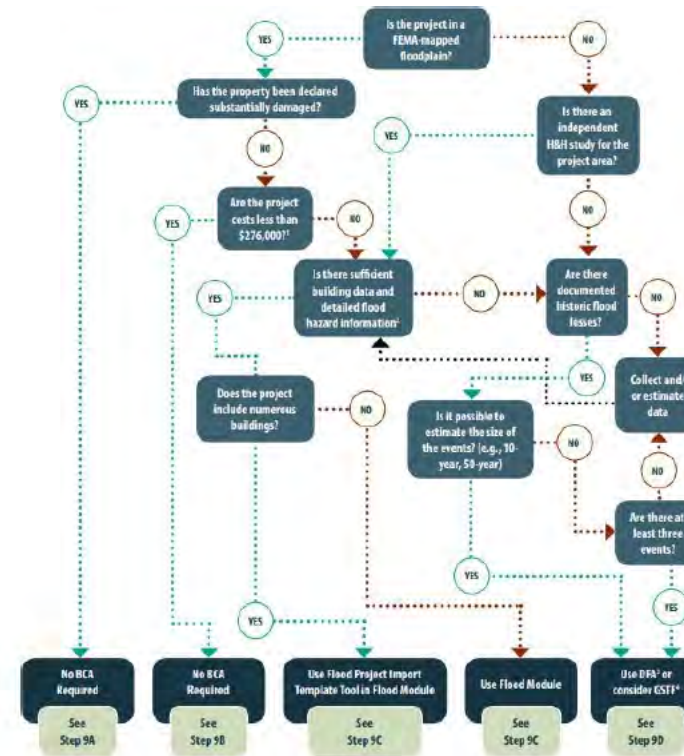 Is the project in a
FEMA-mapped
floodplain?
YES
NO
Has the property been declared
substantially damaged?
YES
Is there an
independent
H&H study for the
project area?
YES
NO
Are the project
costs less than
$276,000?¹
YES
NO
NO
Is there sufficient
building data and
detailed flood
hazard information²
YES
NO
Are there
documented
historic flood
losses?
NO
Collect and/
or estimate
data
YES
Does the project
include numerous
buildings?
NO
Is it possible to
estimate the size of
the events? (e.g., 10-
year, 50-year)
NO
NO
Are there at
least three
events?
YES
YES
YES
No BCA
Required
No BCA
Required
Use Flood Project Import
Template Tool in Flood Module
Use Flood Module
Use DFA³ or
consider GSTF⁴
See
Step 9A
See
Step 9B
See
Step 9C
See
Step 9C
See
Step 9D